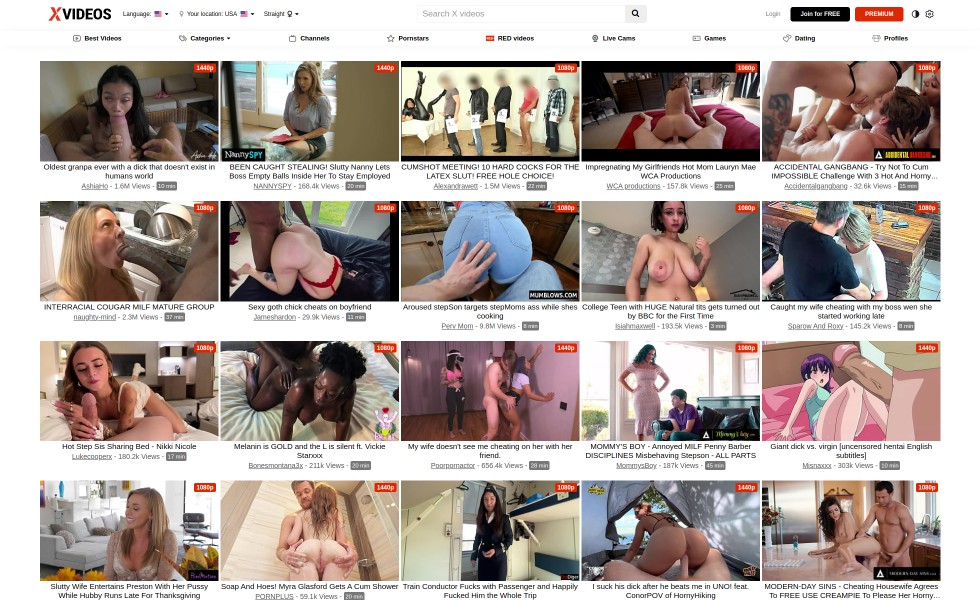 XVIDEOS
Language:
Your location: USA
Straight
Search X videos
Login
Join for FREE
PREMIUM
Best Videos
Categories
Channels
Pornstars
RED videos
Live Cams
Games
Dating
Profiles
1440p
1440p
1080p
1080p
1080p
NannySPY
Oldest granpa ever with a dick that doesn't exist in
humans world
AshiaHo - 1.6M Views - 10 min
BEEN CAUGHT STEALING! Slutty Nanny Lets
Boss Empty Balls Inside Her To Stay Employed
NANNYSPY - 168.4k Views - 20 min
CUMSHOT MEETING! 10 HARD COCKS FOR THE
LATEX SLUT! FREE HOLE CHOICE!
Alexandrawett - 1.5M Views - 22 min
Impregnating My Girlfriends Hot Mom Lauryn Mae
WCA Productions
WCA productions - 157.8k Views - 25 min
ACCIDENTAL GANGBANG - Try Not To Cum
IMPOSSIBLE Challenge With 3 Hot And Horny...
Accidentalgangbang - 32.6k Views - 15 min
1080p
1080p
1080p
1080p
1080p
MUMBLOWS.COM
INTERRACIAL COUGAR MILF MATURE GROUP
naughty-mind - 2.3M Views - 37 min
Sexy goth chick cheats on boyfriend
Jameshardon - 29.9k Views - 11 min
Aroused stepSon targets stepMoms ass while shes
cooking
Perv Mom - 9.8M Views - 8 min
College Teen with HUGE Natural tits gets turned out
by BBC for the First Time
Isiahmaxwell - 193.5k Views - 3 min
Caught my wife cheating with my boss wen she
started working late
Sparow And Roxy - 145.2k Views - 8 min
1080p
1080p
1440p
1080p
1440p
Hot Step Sis Sharing Bed - Nikki Nicole
Lukecooperx - 180.2k Views - 17 min
Melanin is GOLD and the L is silent ft. Vickie
Starxxx
Bonesmontana3x - 211k Views - 20 min
My wife doesn't see me cheating on her with her
friend.
Poorpornactor - 656.4k Views - 28 min
MOMMY'S BOY - Annoyed MILF Penny Barber
DISCIPLINES Misbehaving Stepson - ALL PARTS
MommysBoy - 187k Views - 45 min
Giant dick vs. virgin [uncensored hentai English
subtitles]
Misnaxxx - 303k Views - 10 min
1080p
1440p
1080p
1440p
1080p
MODERN-DAY SINS
Slutty Wife Entertains Preston With Her Pussy
While Hubby Runs Late For Thanksgiving
Soap And Hoes! Myra Glasford Gets A Cum Shower
PORNPLUS - 59.1k Views - 20 min
Train Conductor Fucks with Passenger and Happily
Fucked Him the Whole Trip
I suck his dick after he beats me in UNO! feat.
ConorPOV of HornyHiking
MODERN-DAY SINS - Cheating Housewife Agrees
To FREE USE CREAMPIE To Please Her Horny...